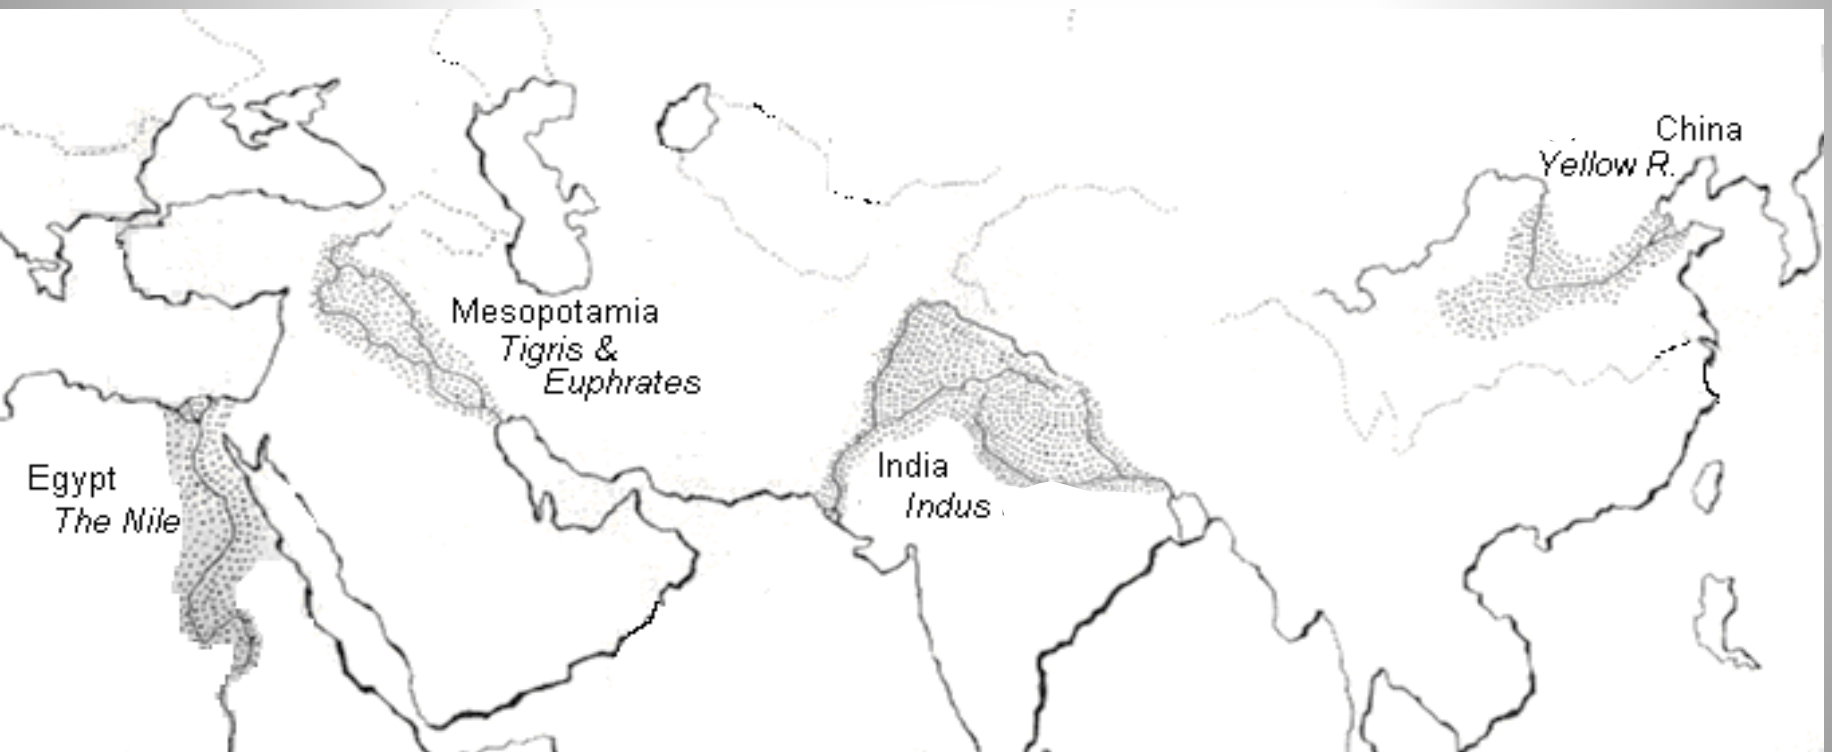 China
Yellow R.
Mesopotamia
Tigris &
Euphrates
Egypt
The Nile
India
Indus